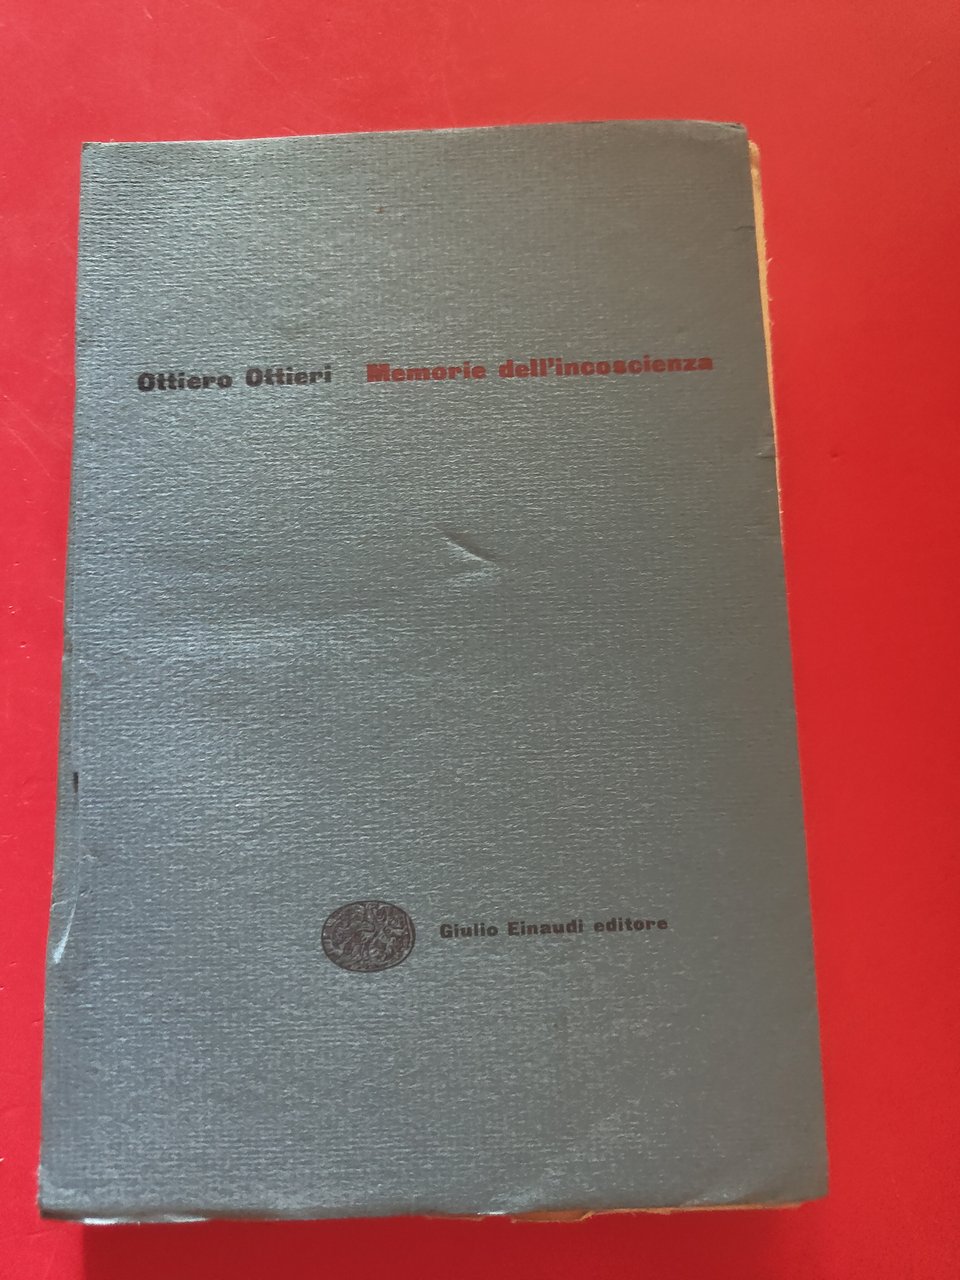 Ottiero Ottieri Memorie dell'incoscienza
Giulio Einaudi editore